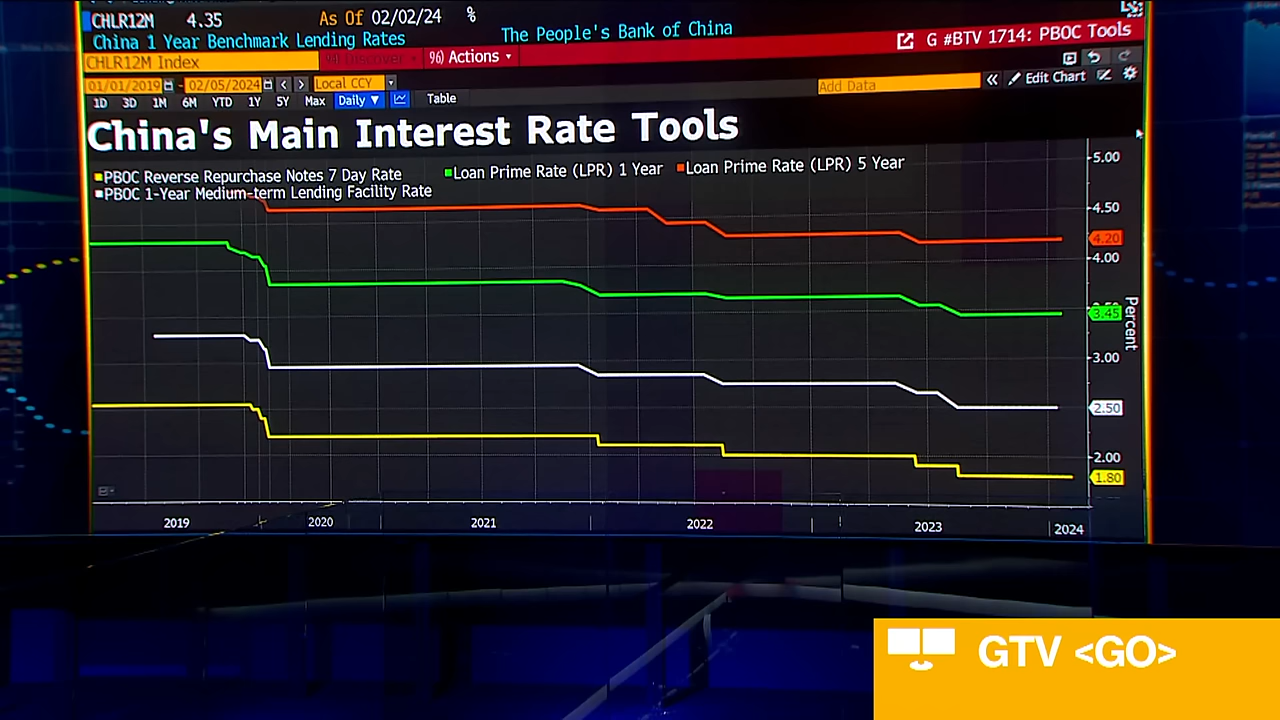 CHLR12M 4.35 As Of 02/02/24 %
China 1 Year Benchmark Lending Rates The People's Bank of China
G #BTV 1714: PBOC Tools
CHLR12M Index 94) Discover 96) Actions
01/01/2019 - 02/05/2024 Local CCY Add Data « Edit Chart
1D 3D 1M 6M YTD 1Y 5Y Max Daily ▼ Table
China's Main Interest Rate Tools
PBOC Reverse Repurchase Notes 7 Day Rate Loan Prime Rate (LPR) 1 Year Loan Prime Rate (LPR) 5 Year
PBOC 1-Year Medium-term Lending Facility Rate
5.00
4.50
4.20
4.00
3.45
3.00
2.50
2.00
1.80
Percent
2019 2020 2021 2022 2023 2024
GTV <GO>